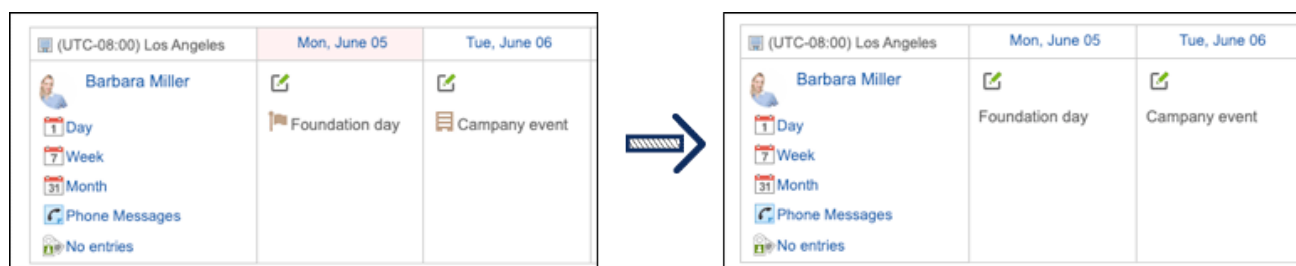 (UTC-08:00) Los Angeles Mon, June 05 Tue, June 06
Barbara Miller
1 Day Foundation day Campany event
7 Week
31 Month
Phone Messages
No entries
(UTC-08:00) Los Angeles Mon, June 05 Tue, June 06
Barbara Miller
Foundation day Campany event
1 Day
7 Week
31 Month
Phone Messages
No entries